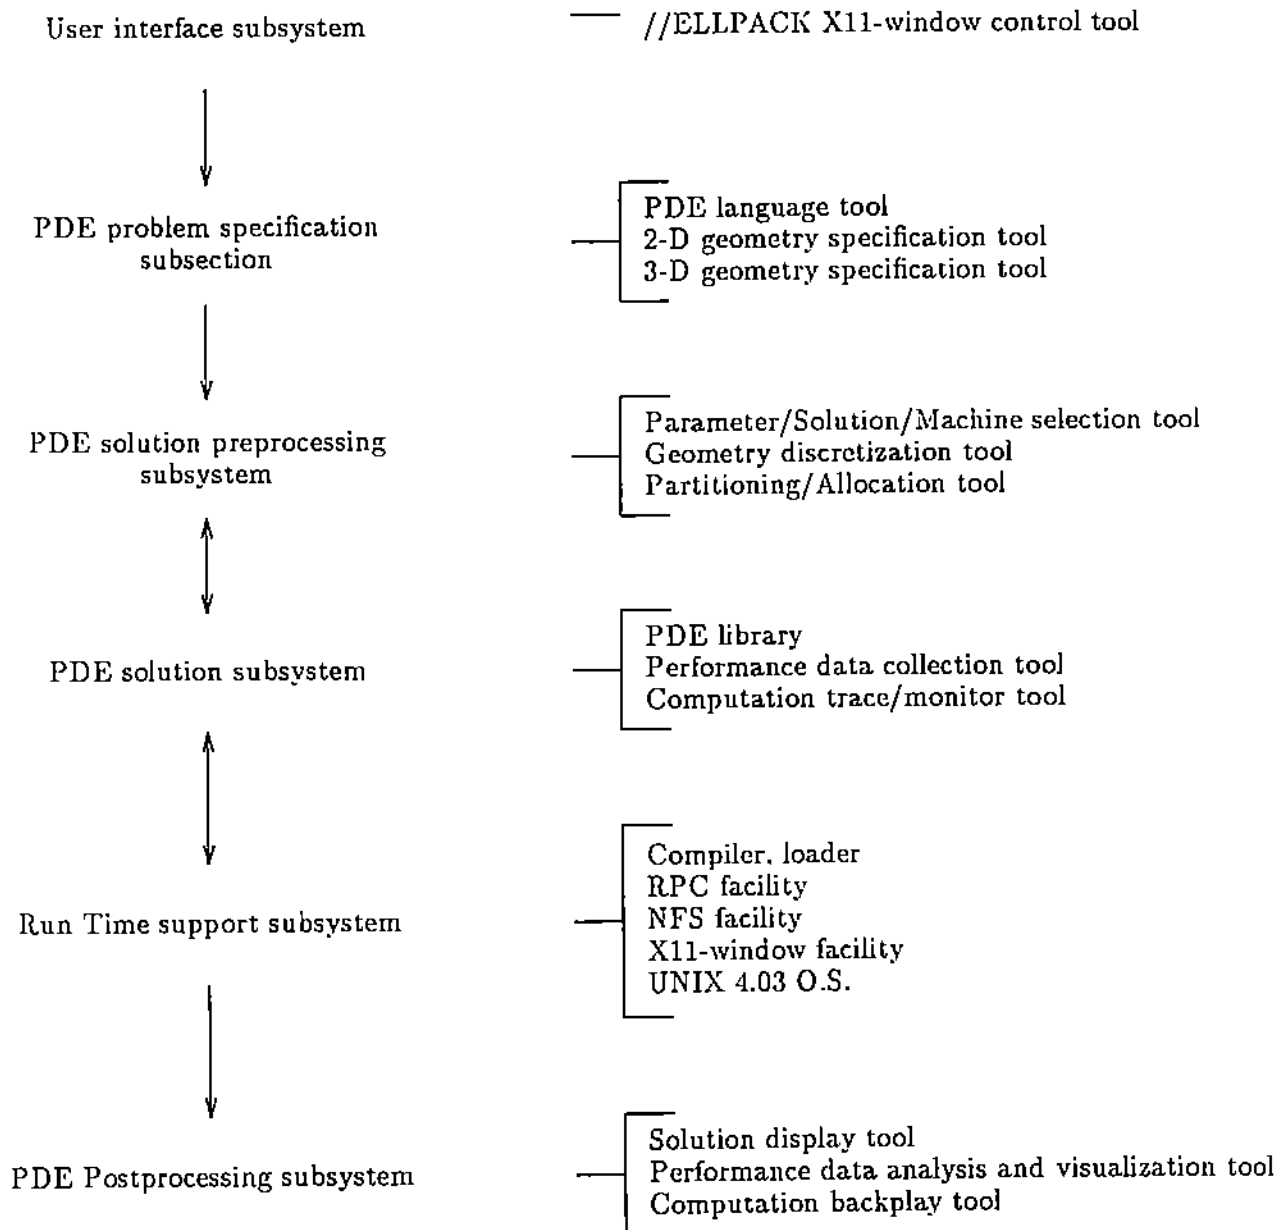 User interface subsystem
//ELLPACK X11-window control tool
PDE problem specification
subsection
PDE language tool
2-D geometry specification tool
3-D geometry specification tool
PDE solution preprocessing
subsystem
Parameter/Solution/Machine selection tool
Geometry discretization tool
Partitioning/Allocation tool
PDE solution subsystem
PDE library
Performance data collection tool
Computation trace/monitor tool
Run Time support subsystem
Compiler, loader
RPC facility
NFS facility
X11-window facility
UNIX 4.03 O.S.
PDE Postprocessing subsystem
Solution display tool
Performance data analysis and visualization tool
Computation backplay tool